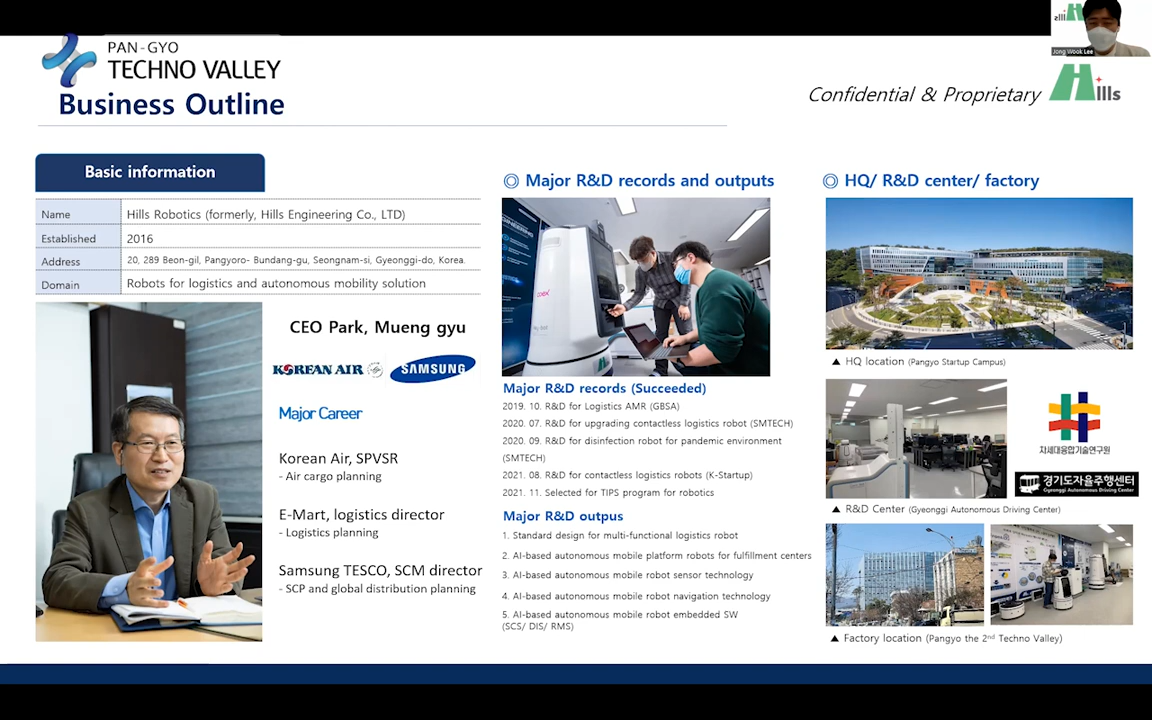 PAN-GYO
TECHNO VALLEY
Business Outline
Confidential & Proprietary
Hills
Jong Wook Lee
Basic information
Name
Hills Robotics (formerly, Hills Engineering Co., LTD)
Established
2016
Address
20, 289 Beon-gil, Pangyoro- Bundang-gu, Seongnam-si, Gyeonggi-do, Korea.
Domain
Robots for logistics and autonomous mobility solution
CEO Park, Mueng gyu
KOREAN AIR
SAMSUNG
Major Career
Korean Air, SPVSR
- Air cargo planning
E-Mart, logistics director
- Logistics planning
Samsung TESCO, SCM director
- SCP and global distribution planning
◎ Major R&D records and outputs
Major R&D records (Succeeded)
2019. 10. R&D for Logistics AMR (GBSA)
2020. 07. R&D for upgrading contactless logistics robot (SMTECH)
2020. 09. R&D for disinfection robot for pandemic environment
(SMTECH)
2021. 08. R&D for contactless logistics robots (K-Startup)
2021. 11. Selected for TIPS program for robotics
Major R&D outpus
1. Standard design for multi-functional logistics robot
2. AI-based autonomous mobile platform robots for fulfillment centers
3. AI-based autonomous mobile robot sensor technology
4. AI-based autonomous mobile robot navigation technology
5. AI-based autonomous mobile robot embedded SW
(SCS/ DIS/ RMS)
◎ HQ/ R&D center/ factory
▲ HQ location (Pangyo Startup Campus)
차세대융합기술연구원
경기도자율주행센터
Gyeonggi Autonomous Driving Center
▲ R&D Center (Gyeonggi Autonomous Driving Center)
▲ Factory location (Pangyo the 2nd Techno Valley)